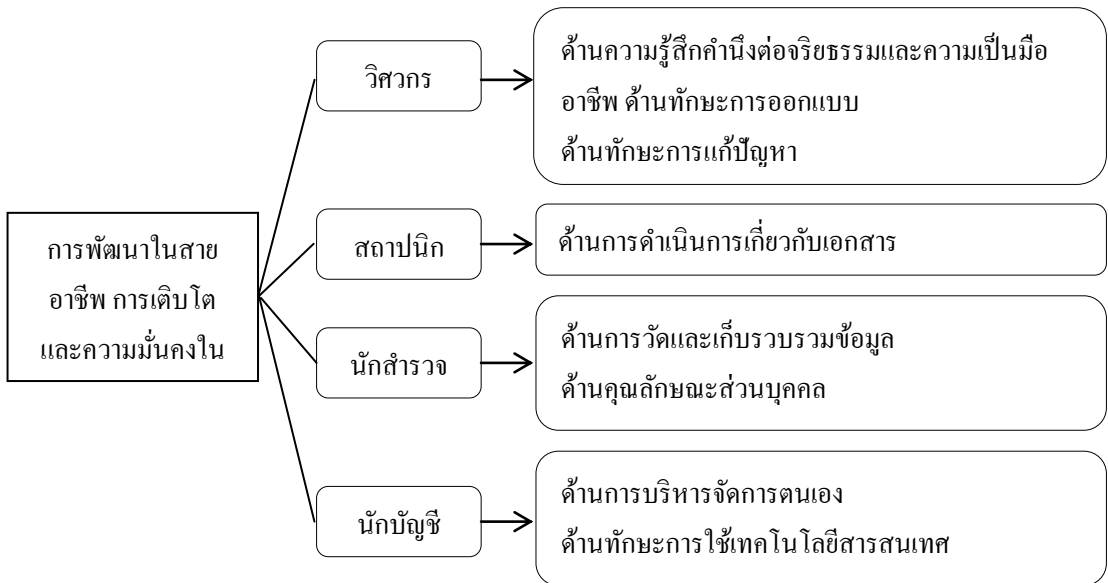 วิศวกร
ด้านความรู้สึกคำนึงต่อจริยธรรมและความเป็นมือ
อาชีพ ด้านทักษะการออกแบบ
ด้านทักษะการแก้ปัญหา
การพัฒนาในสาย
อาชีพ การเติบโต
และความมั่นคงใน
สถาปนิก
ด้านการดำเนินการเกี่ยวกับเอกสาร
นักสำรวจ
ด้านการวัดและเก็บรวบรวมข้อมูล
ด้านคุณลักษณะส่วนบุคคล
นักบัญชี
ด้านการบริหารจัดการตนเอง
ด้านทักษะการใช้เทคโนโลยีสารสนเทศ